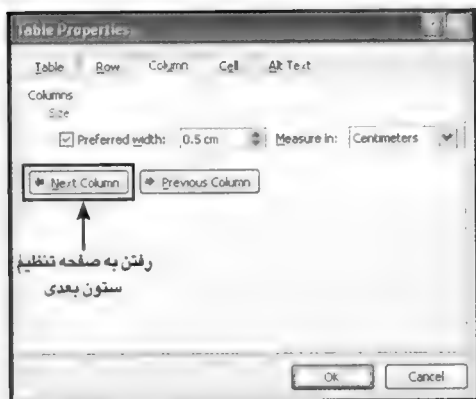 Table Properties
Table Row Column Cell Alt Text
Columns
Size
Preferred width: 0.5 cm Measure in: Centimeters
Next Column Previous Column
رفتن به صفحه تنظیم
ستون بعدی
Ok Cancel